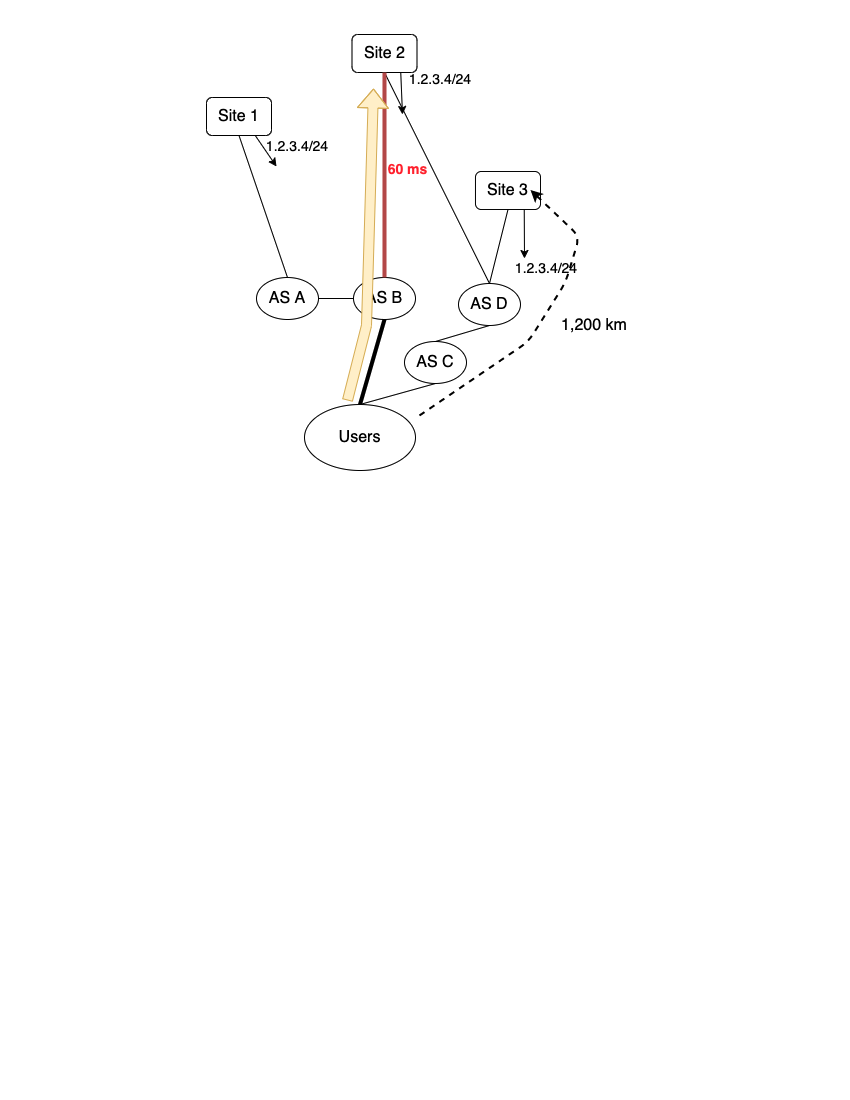 Site 2
1.2.3.4/24
Site 1
1.2.3.4/24
60 ms
Site 3
1.2.3.4/24
AS A
AS B
AS D
1,200 km
AS C
Users